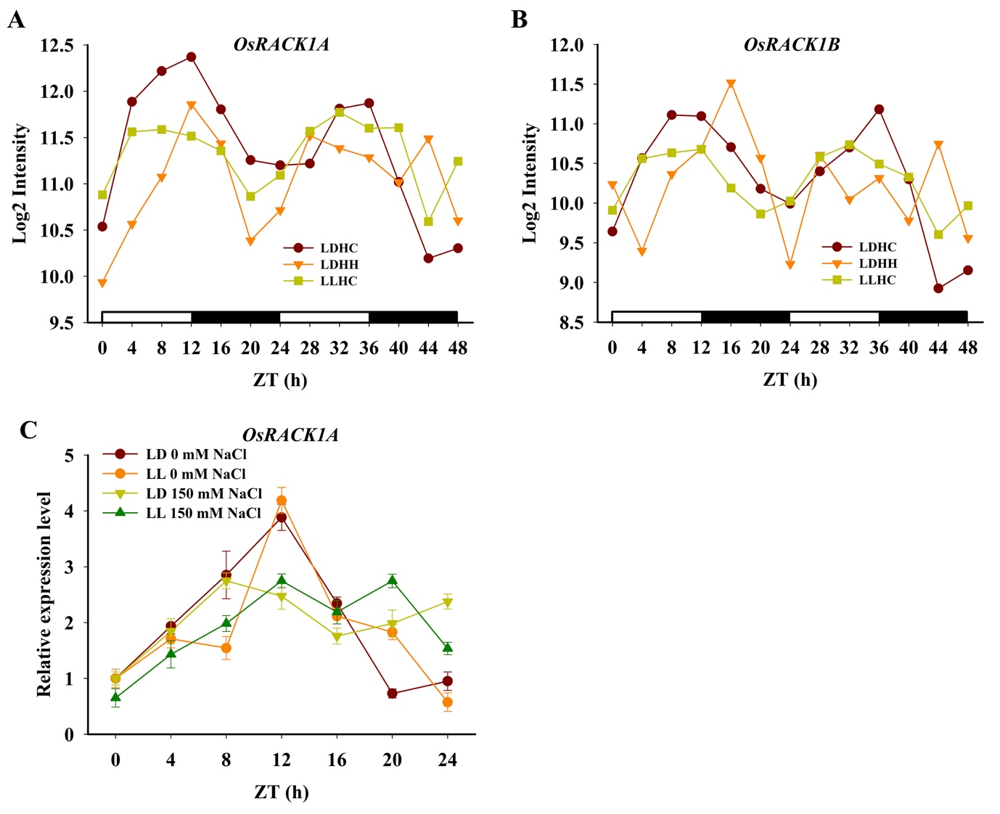 A
OsRACK1A
12.5
12.0
11.5
11.0
10.5
10.0
9.5
Log2 Intensity
LDHC
LDHH
LLHC
0 4 8 12 16 20 24 28 32 36 40 44 48
ZT (h)
B
OsRACK1B
12.0
11.5
11.0
10.5
10.0
9.5
9.0
8.5
Log2 Intensity
LDHC
LDHH
LLHC
0 4 8 12 16 20 24 28 32 36 40 44 48
ZT (h)
C
OsRACK1A
5
4
3
2
1
0
Relative expression level
LD 0 mM NaCl
LL 0 mM NaCl
LD 150 mM NaCl
LL 150 mM NaCl
0 4 8 12 16 20 24
ZT (h)